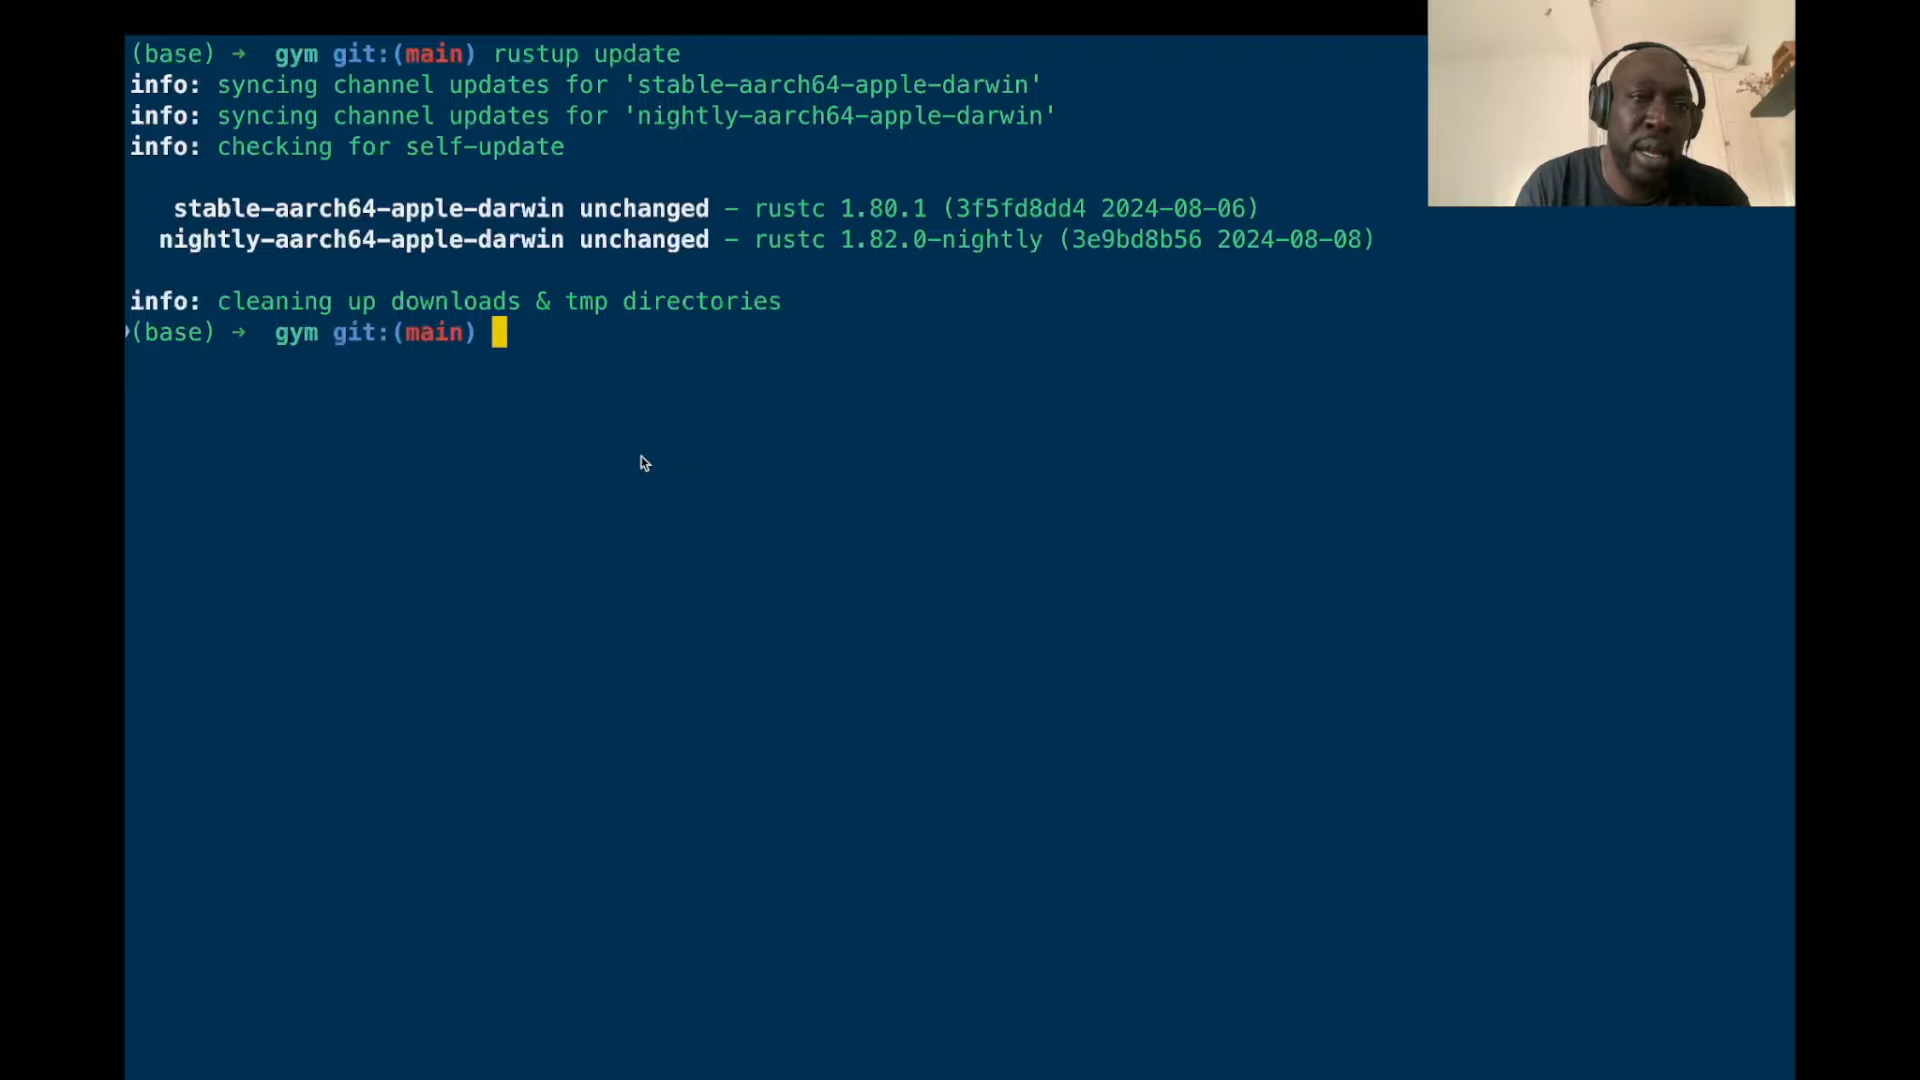 (base) → gym git:(main) rustup update
info: syncing channel updates for 'stable-aarch64-apple-darwin'
info: syncing channel updates for 'nightly-aarch64-apple-darwin'
info: checking for self-update
stable-aarch64-apple-darwin unchanged - rustc 1.80.1 (3f5fd8dd4 2024-08-06)
nightly-aarch64-apple-darwin unchanged - rustc 1.82.0-nightly (3e9bd8b56 2024-08-08)
info: cleaning up downloads & tmp directories
(base) → gym git:(main)